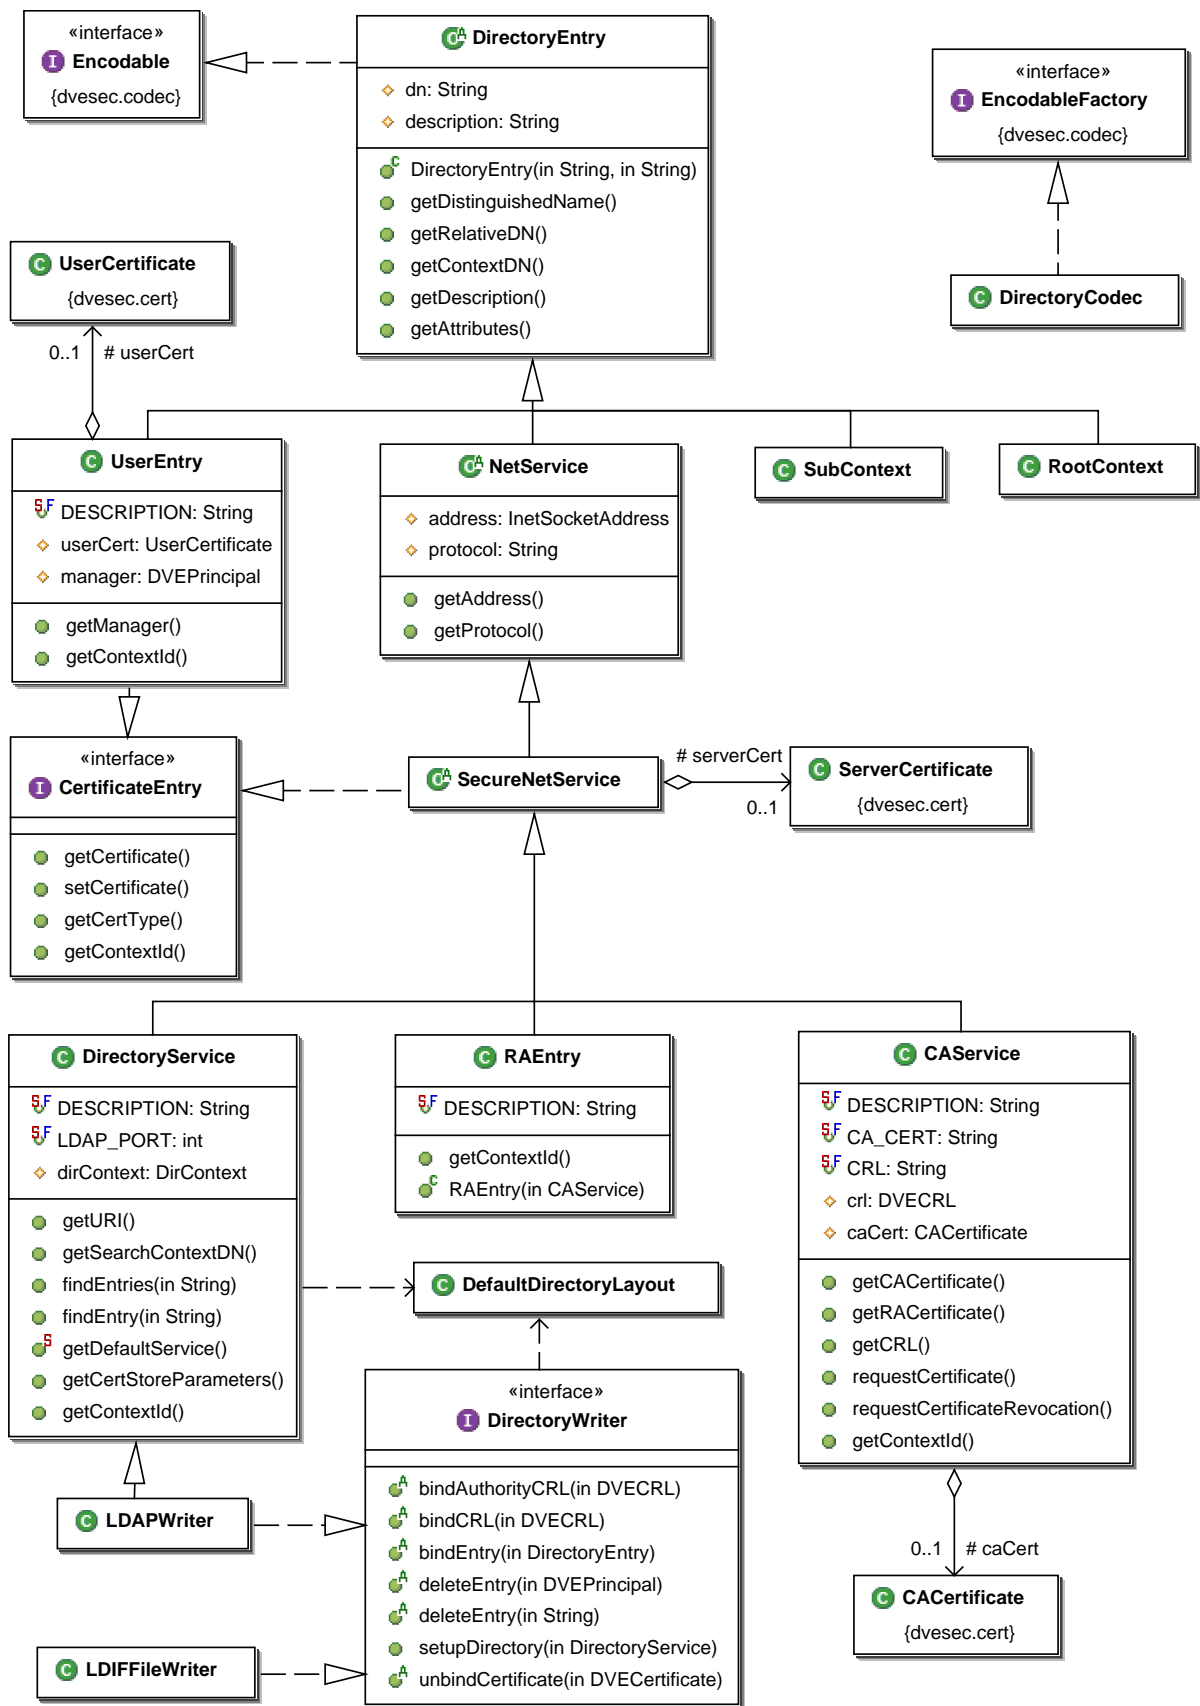 «interface»
Encodable
{dvesec.codec}
DirectoryEntry
dn: String
description: String
DirectoryEntry(in String, in String)
getDistinguishedName()
getRelativeDN()
getContextDN()
getDescription()
getAttributes()
«interface»
EncodableFactory
{dvesec.codec}
DirectoryCodec
UserCertificate
{dvesec.cert}
0..1 # userCert
UserEntry
DESCRIPTION: String
userCert: UserCertificate
manager: DVEPrincipal
getManager()
getContextId()
NetService
address: InetSocketAddress
protocol: String
getAddress()
getProtocol()
SubContext
RootContext
«interface»
CertificateEntry
getCertificate()
setCertificate()
getCertType()
getContextId()
SecureNetService
# serverCert
0..1
ServerCertificate
{dvesec.cert}
DirectoryService
DESCRIPTION: String
LDAP_PORT: int
dirContext: DirContext
getURI()
getSearchContextDN()
findEntries(in String)
findEntry(in String)
getDefaultService()
getCertStoreParameters()
getContextId()
RAEntry
DESCRIPTION: String
getContextId()
RAEntry(in CAService)
CAService
DESCRIPTION: String
CA_CERT: String
CRL: String
crl: DVECRL
caCert: CACertificate
getCACertificate()
getRACertificate()
getCRL()
requestCertificate()
requestCertificateRevocation()
getContextId()
DefaultDirectoryLayout
«interface»
DirectoryWriter
bindAuthorityCRL(in DVECRL)
bindCRL(in DVECRL)
bindEntry(in DirectoryEntry)
deleteEntry(in DVEPrincipal)
deleteEntry(in String)
setupDirectory(in DirectoryService)
unbindCertificate(in DVECertificate)
LDAPWriter
LDIFFileWriter
0..1 # caCert
CACertificate
{dvesec.cert}